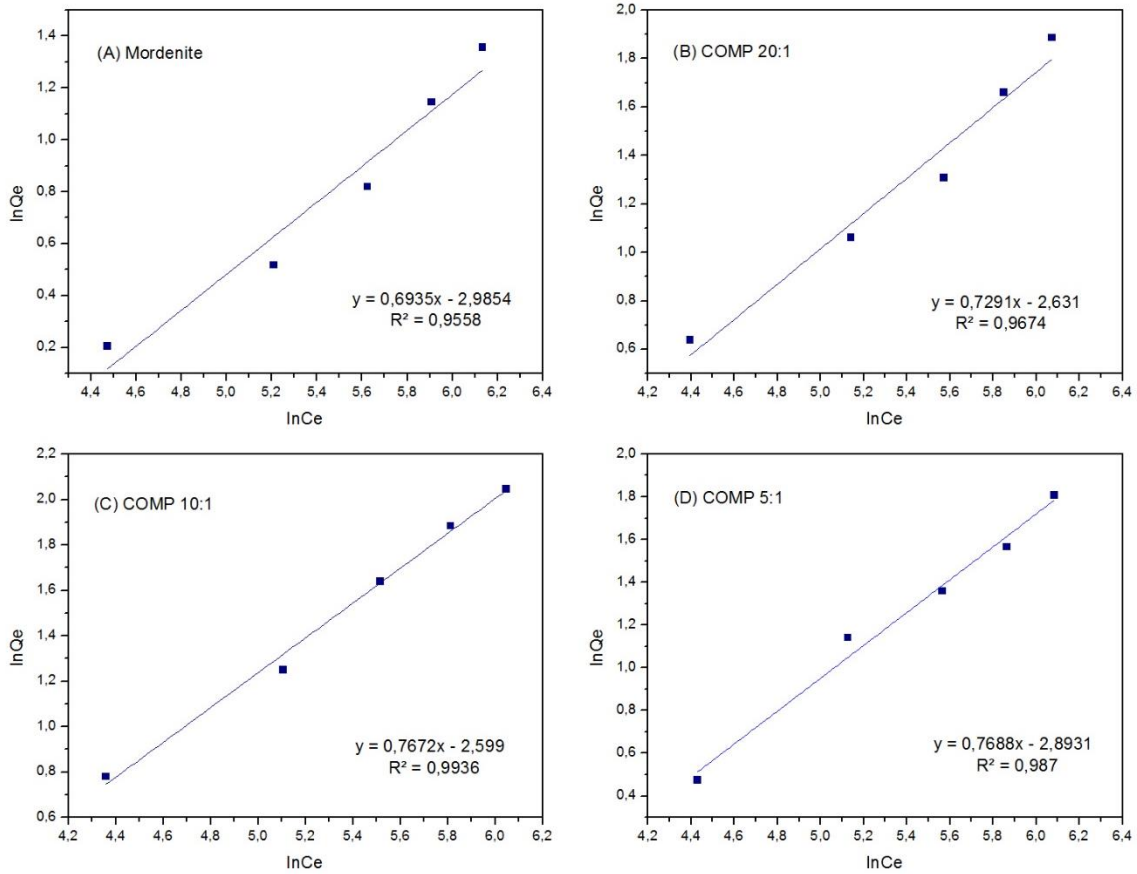 (A) Mordenite
1,4
1,2
1,0
0,8
0,6
0,4
0,2
lnQe
y = 0,6935x - 2,9854
R² = 0,9558
4,4 4,6 4,8 5,0 5,2 5,4 5,6 5,8 6,0 6,2 6,4
lnCe
(B) COMP 20:1
2,0
1,8
1,6
1,4
1,2
1,0
0,8
0,6
lnQe
y = 0,7291x - 2,631
R² = 0,9674
4,2 4,4 4,6 4,8 5,0 5,2 5,4 5,6 5,8 6,0 6,2 6,4
lnCe
(C) COMP 10:1
2,2
2,0
1,8
1,6
1,4
1,2
1,0
0,8
0,6
lnQe
y = 0,7672x - 2,599
R² = 0,9936
4,2 4,4 4,6 4,8 5,0 5,2 5,4 5,6 5,8 6,0 6,2
lnCe
(D) COMP 5:1
2,0
1,8
1,6
1,4
1,2
1,0
0,8
0,6
0,4
lnQe
y = 0,7688x - 2,8931
R² = 0,987
4,2 4,4 4,6 4,8 5,0 5,2 5,4 5,6 5,8 6,0 6,2 6,4
lnCe